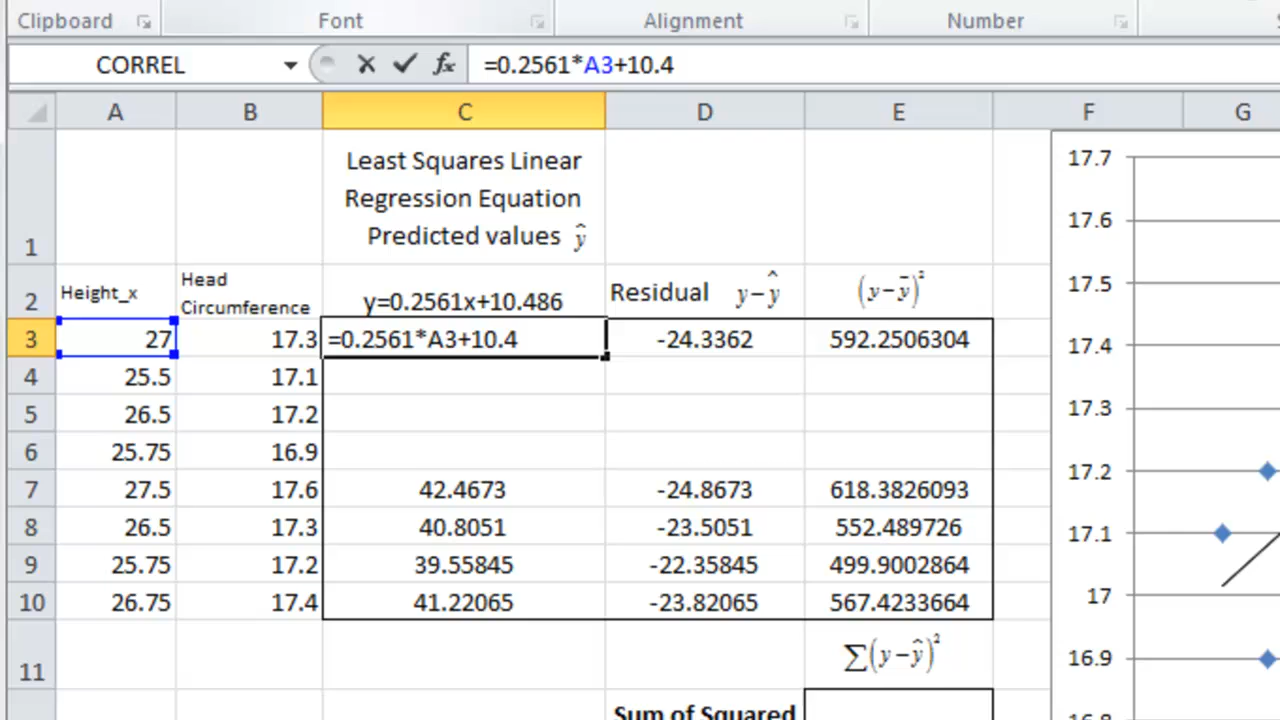 Clipboard Font Alignment Number
CORREL =0.2561*A3+10.4
A B C D E F G
Least Squares Linear
Regression Equation
Predicted values ŷ
1
2 Height_x Head Circumference y=0.2561x+10.486 Residual y-ŷ (y-ȳ)²
3 27 17.3 =0.2561*A3+10.4 -24.3362 592.2506304
4 25.5 17.1
5 26.5 17.2
6 25.75 16.9
7 27.5 17.6 42.4673 -24.8673 618.3826093
8 26.5 17.3 40.8051 -23.5051 552.489726
9 25.75 17.2 39.55845 -22.35845 499.9002864
10 26.75 17.4 41.22065 -23.82065 567.4233664
11 ∑(y-ŷ)²
Sum of Squared
17.7
17.6
17.5
17.4
17.3
17.2
17.1
17
16.9
16.8